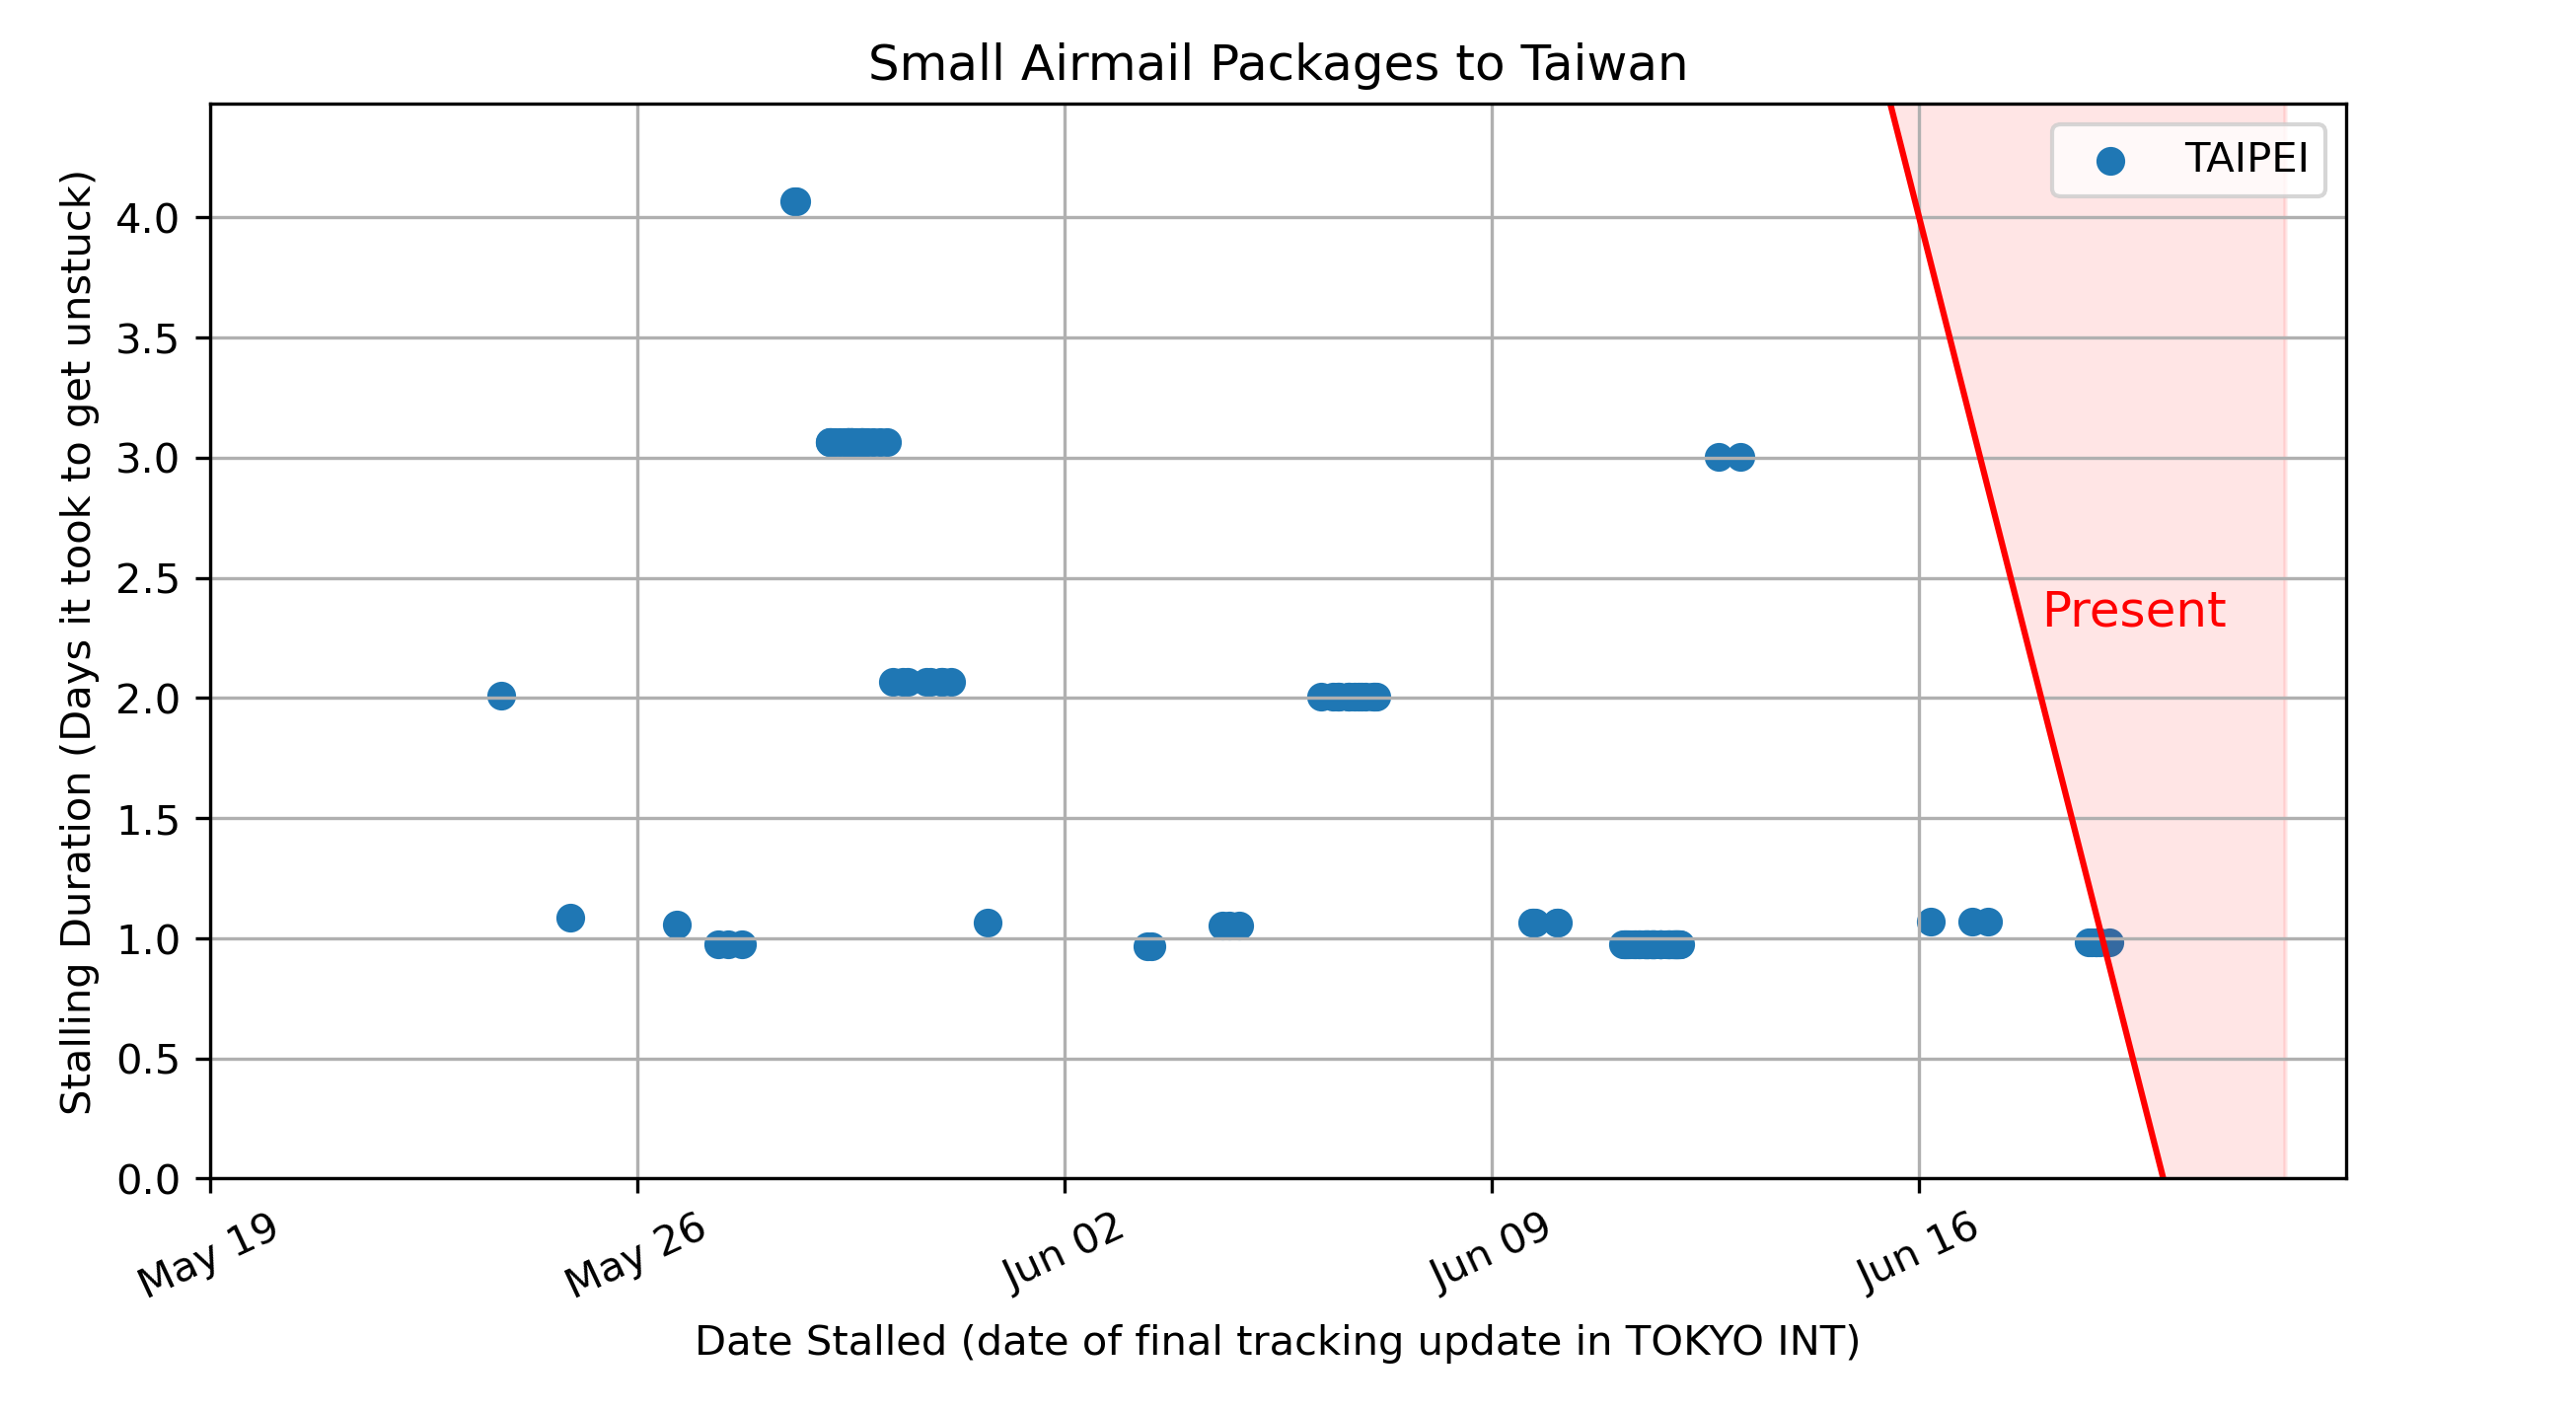 Small Airmail Packages to Taiwan
TAIPEI
Stalling Duration (Days it took to get unstuck)
4.0
3.5
3.0
2.5
2.0
1.5
1.0
0.5
0.0
Present
May 19
May 26
Jun 02
Jun 09
Jun 16
Date Stalled (date of final tracking update in TOKYO INT)